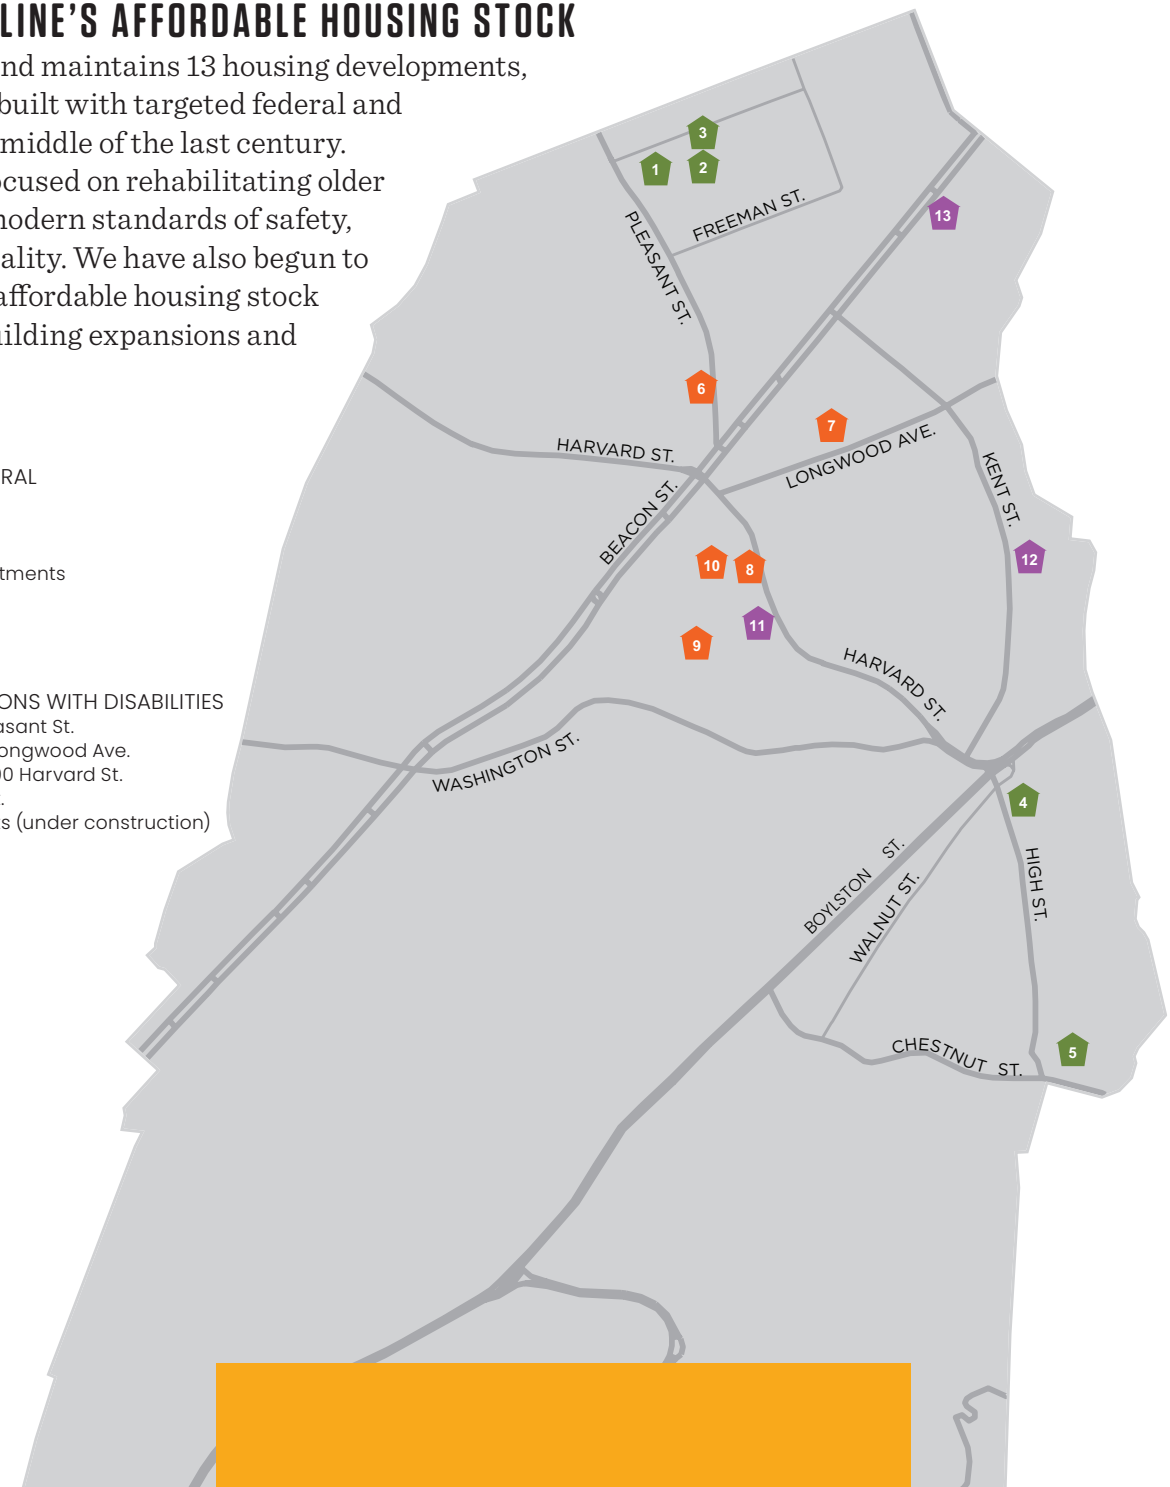 LINE'S AFFORDABLE HOUSING STOCK
nd maintains 13 housing developments,
built with targeted federal and
middle of the last century.
ocused on rehabilitating older
modern standards of safety,
ality. We have also begun to
affordable housing stock
uilding expansions and
RAL
tments
ONS WITH DISABILITIES
asant St.
ongwood Ave.
00 Harvard St.
t.
ts (under construction)
3
1
2
13
FREEMAN ST.
PLEASANT ST.
6
7
HARVARD ST.
LONGWOOD AVE.
KENT ST.
BEACON ST.
10
8
12
11
9
HARVARD ST.
WASHINGTON ST.
4
BOYLSTON ST.
HIGH ST.
WALNUT ST.
CHESTNUT ST.
5